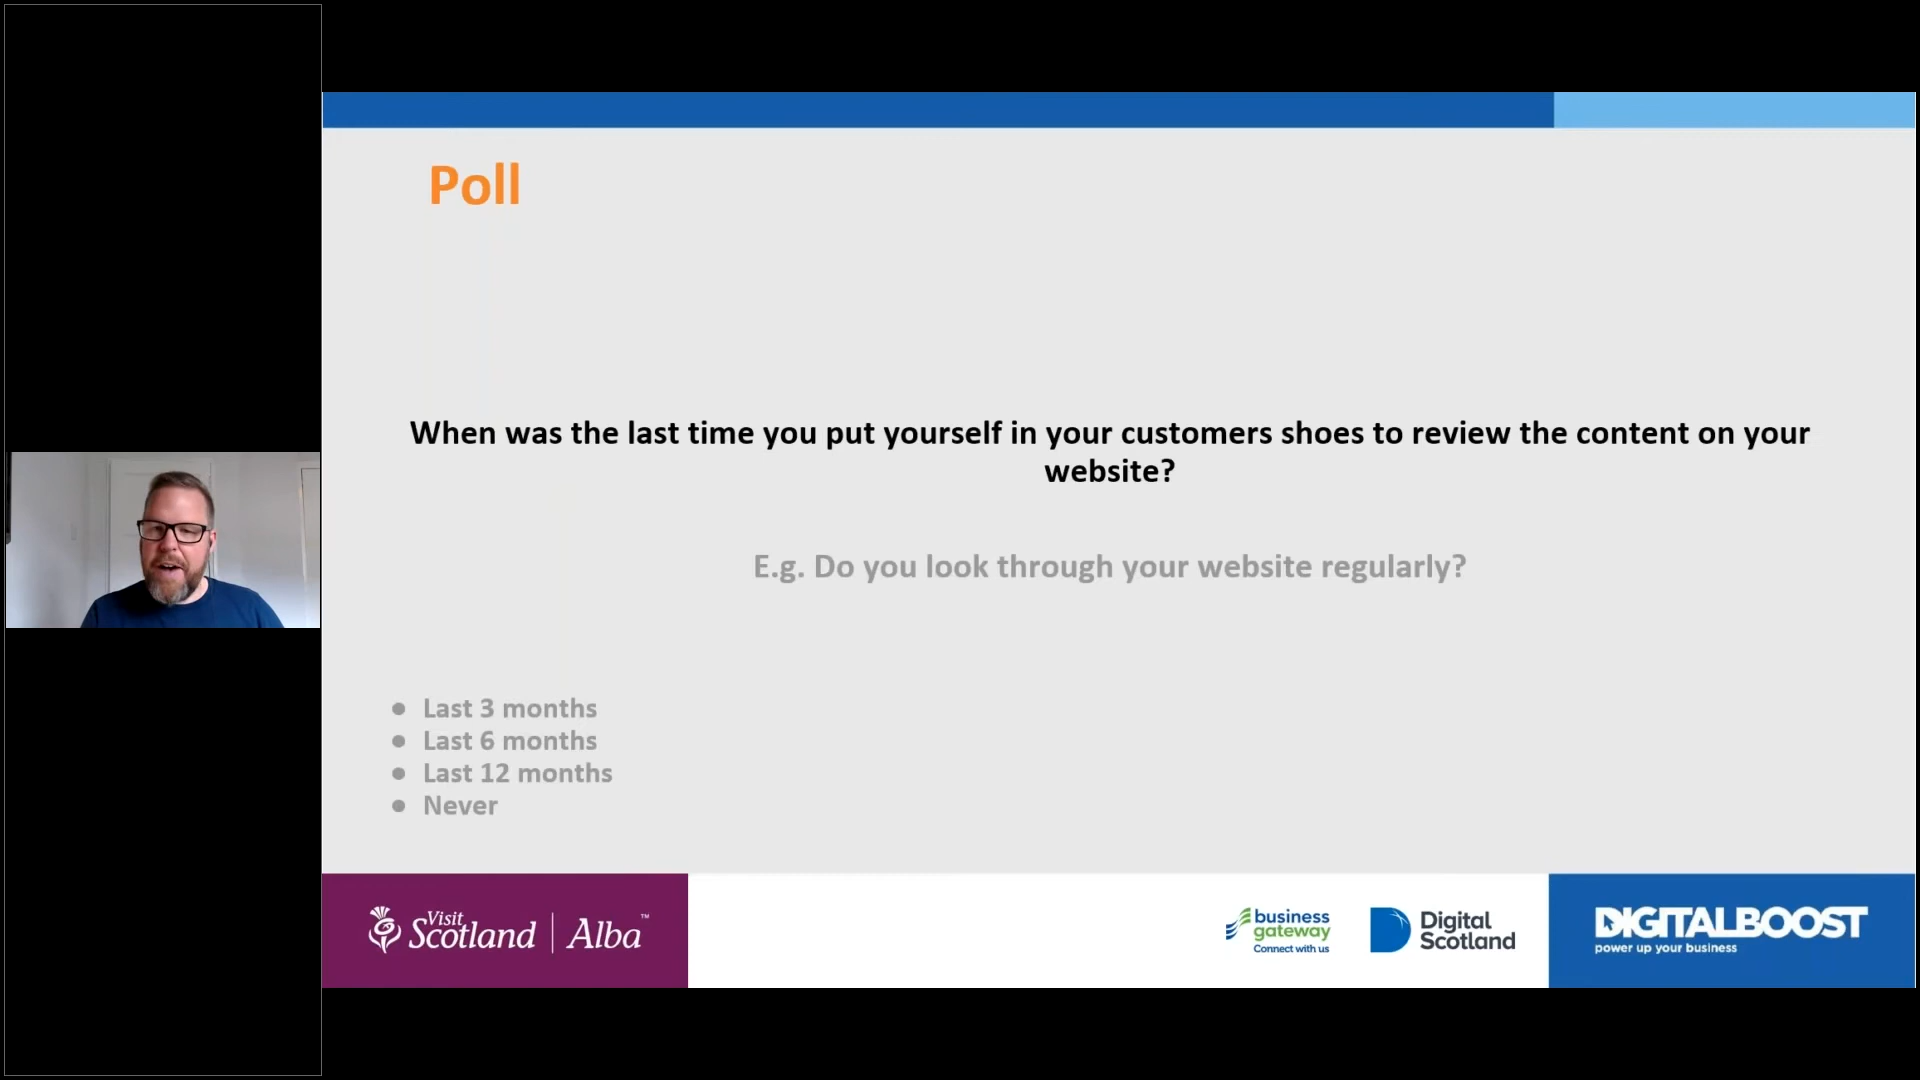 Poll
When was the last time you put yourself in your customers shoes to review the content on your
website?
E.g. Do you look through your website regularly?
● Last 3 months
● Last 6 months
● Last 12 months
● Never
Visit
Scotland | Alba™
business
gateway
Connect with us
Digital
Scotland
DIGITALBOOST
power up your business